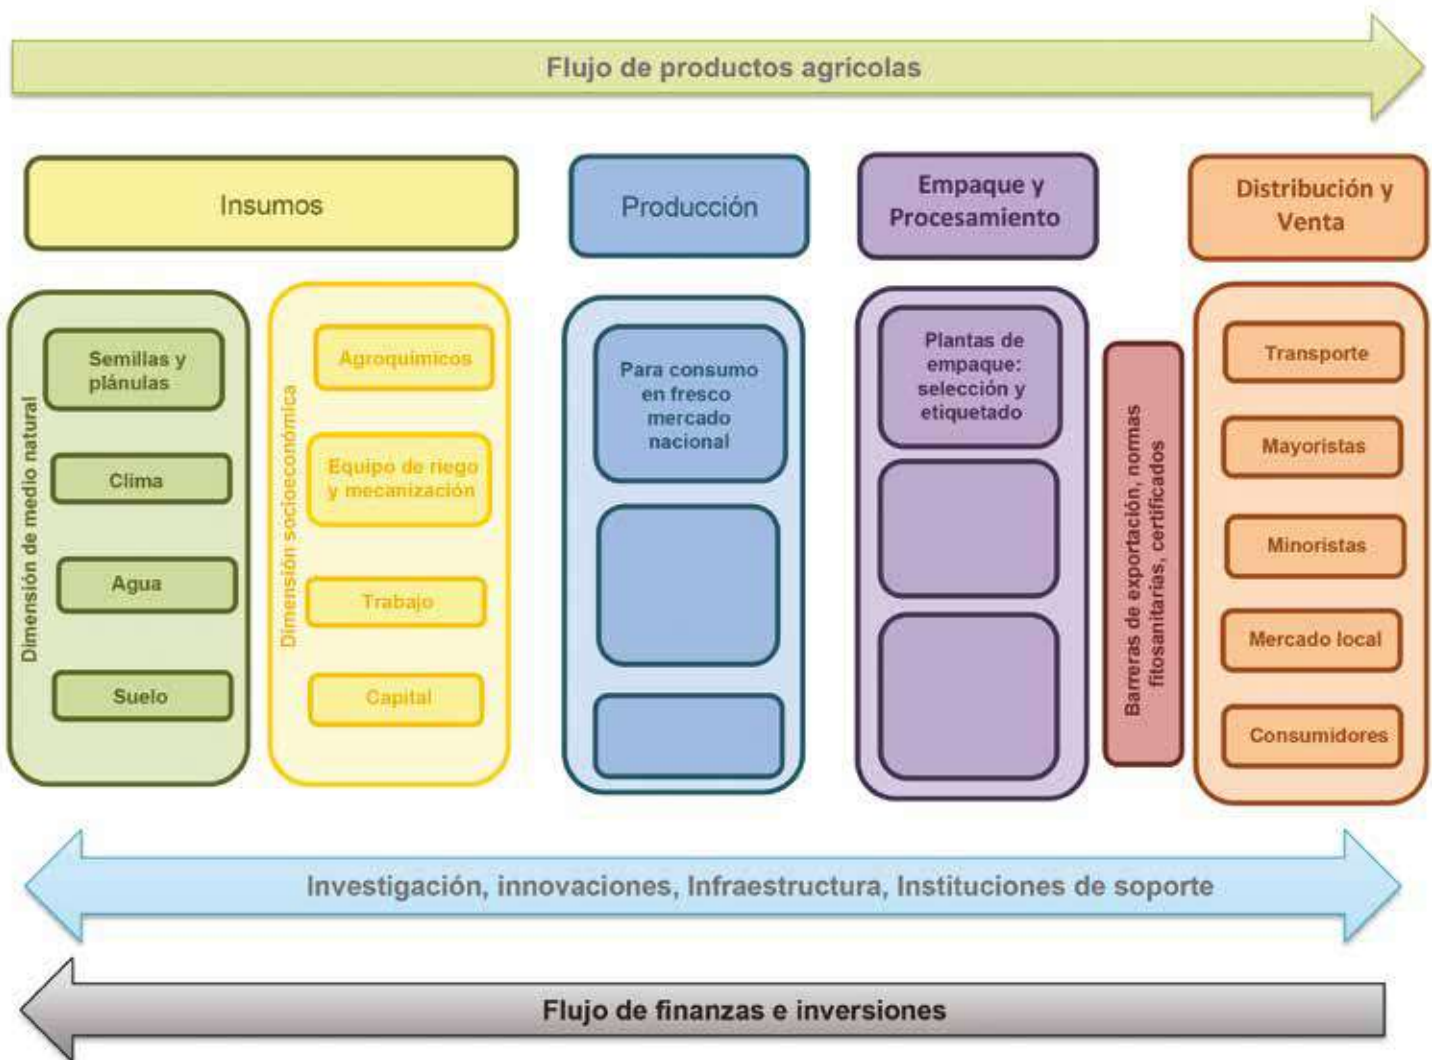 Flujo de productos agrícolas
Insumos
Producción
Empaque y
Procesamiento
Distribución y
Venta
Dimensión de medio natural
Semillas y
plánulas
Clima
Agua
Suelo
Dimensión socioeconómica
Agroquímicos
Equipo de riego
y mecanización
Trabajo
Capital
Para consumo
en fresco
mercado
nacional
Plantas de
empaque:
selección y
etiquetado
Barreras de exportación, normas
fitosanitarías, certificados
Transporte
Mayoristas
Minoristas
Mercado local
Consumidores
Investigación, innovaciones, Infraestructura, Instituciones de soporte
Flujo de finanzas e inversiones